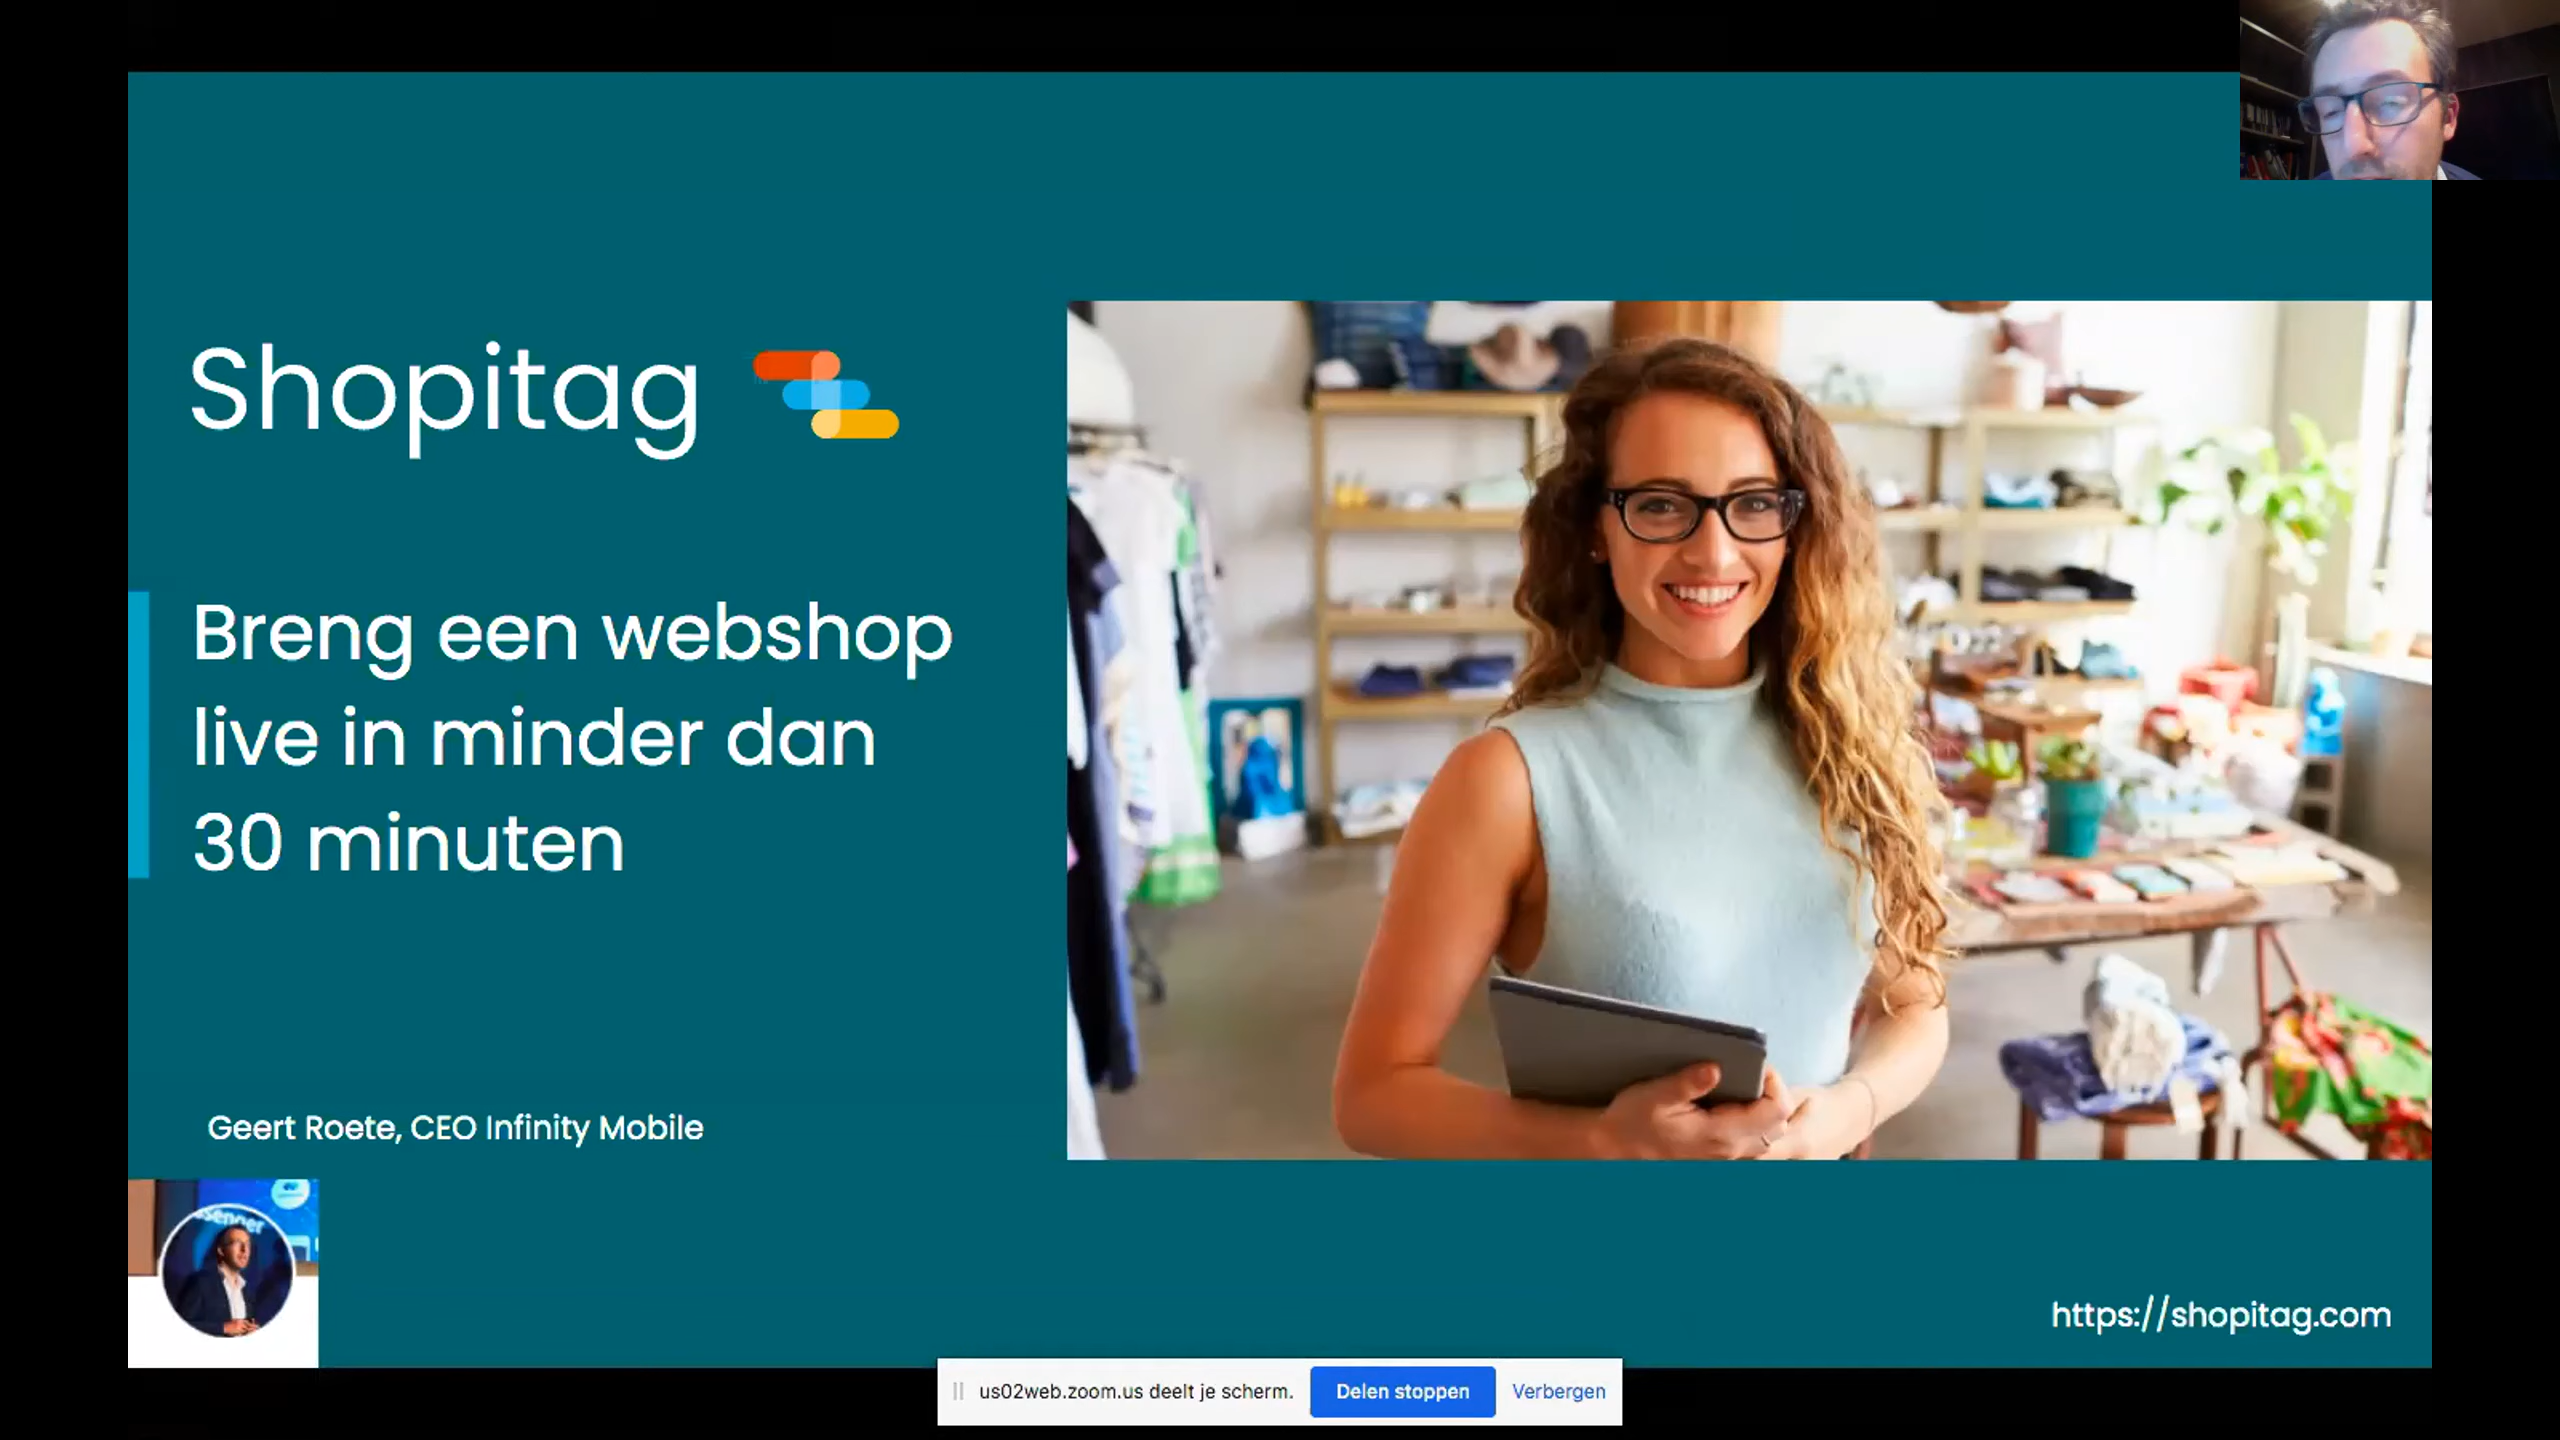 Shopitag
Breng een webshop
live in minder dan
30 minuten
Geert Roete, CEO Infinity Mobile
https://shopitag.com
us02web.zoom.us deelt je scherm.
Delen stoppen
Verbergen